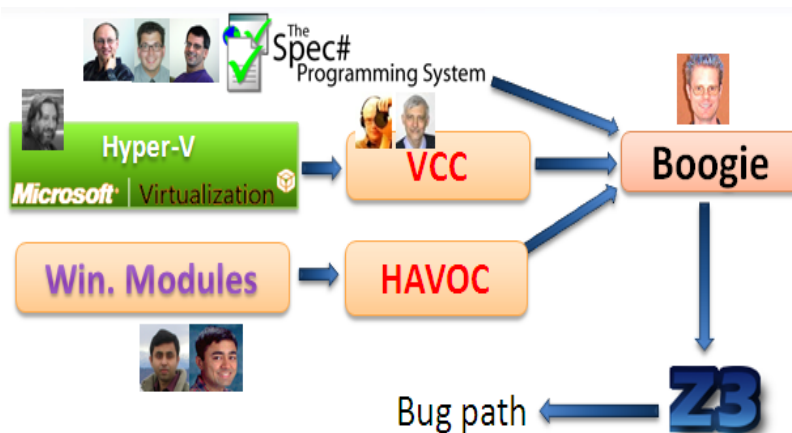 The
Spec#
Programming System
Hyper-V
Microsoft | Virtualization
VCC
Boogie
Win. Modules
HAVOC
Z3
Bug path